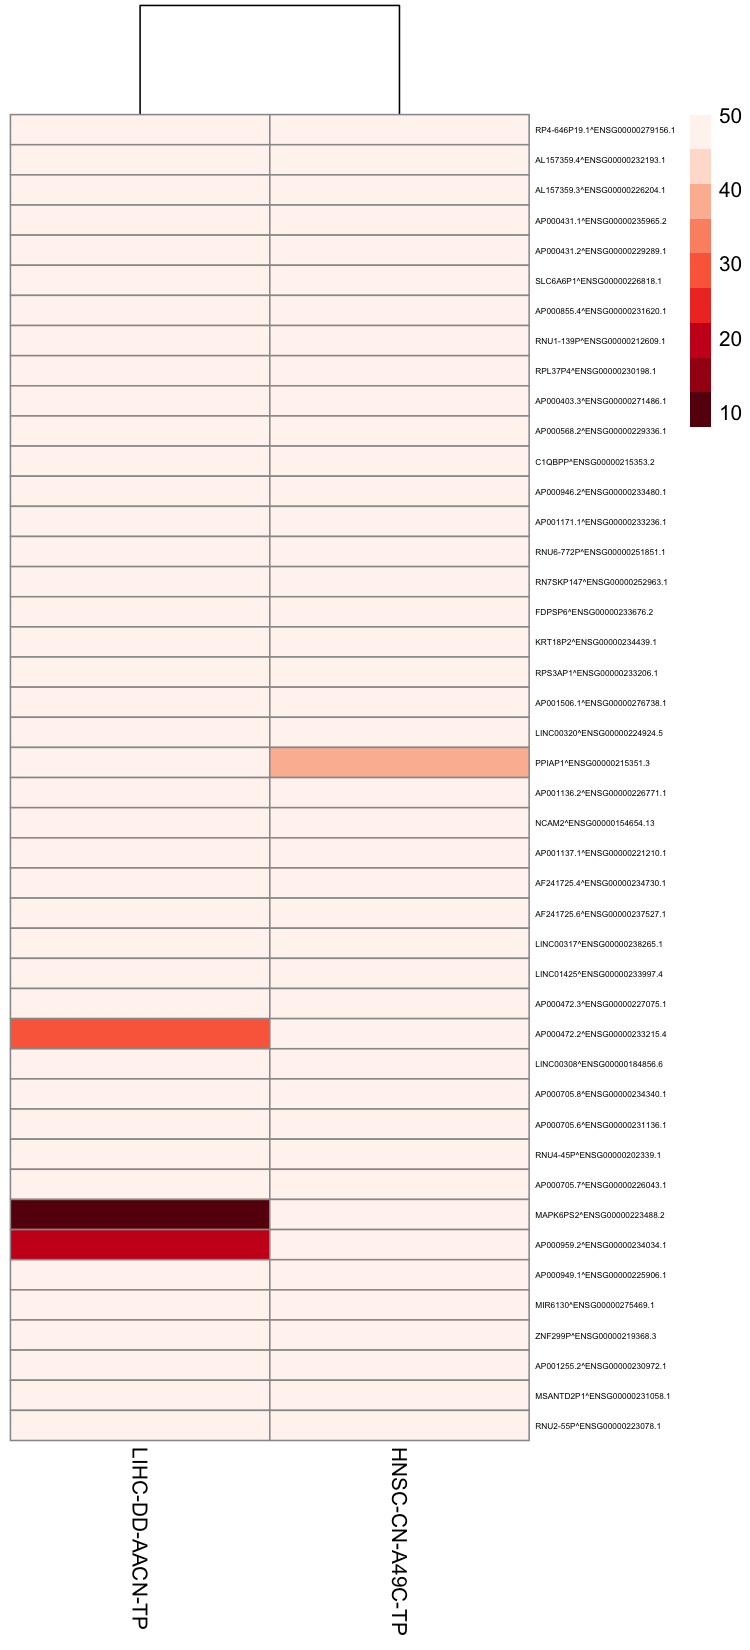 RP4-646P19.1^ENSG00000279156.1
AL157359.4^ENSG00000232193.1
AL157359.3^ENSG00000226204.1
AP000431.1^ENSG00000235965.2
AP000431.2^ENSG00000229289.1
SLC6A6P1^ENSG00000226818.1
AP000855.4^ENSG00000231620.1
RNU1-139P^ENSG00000212609.1
RPL37P4^ENSG00000230198.1
AP000403.3^ENSG00000271486.1
AP000568.2^ENSG00000229336.1
C1QBPP^ENSG00000215353.2
AP000946.2^ENSG00000233480.1
AP001171.1^ENSG00000233236.1
RNU6-772P^ENSG00000251851.1
RN7SKP147^ENSG00000252963.1
FDPSP6^ENSG00000233676.2
KRT18P2^ENSG00000234439.1
RPS3AP1^ENSG00000233206.1
AP001506.1^ENSG00000276738.1
LINC00320^ENSG00000224924.5
PPIAP1^ENSG00000215351.3
AP001136.2^ENSG00000226771.1
NCAM2^ENSG00000154654.13
AP001137.1^ENSG00000221210.1
AF241725.4^ENSG00000234730.1
AF241725.6^ENSG00000237527.1
LINC00317^ENSG00000238265.1
LINC01425^ENSG00000233997.4
AP000472.3^ENSG00000227075.1
AP000472.2^ENSG00000233215.4
LINC00308^ENSG00000184856.6
AP000705.8^ENSG00000234340.1
AP000705.6^ENSG00000231136.1
RNU4-45P^ENSG00000202339.1
AP000705.7^ENSG00000226043.1
MAPK6PS2^ENSG00000223488.2
AP000959.2^ENSG00000234034.1
AP000949.1^ENSG00000225906.1
MIR6130^ENSG00000275469.1
ZNF299P^ENSG00000219368.3
AP001255.2^ENSG00000230972.1
MSANTD2P1^ENSG00000231058.1
RNU2-55P^ENSG00000223078.1
50
40
30
20
10
LIHC-DD-AACN-TP
HNSC-CN-A49C-TP